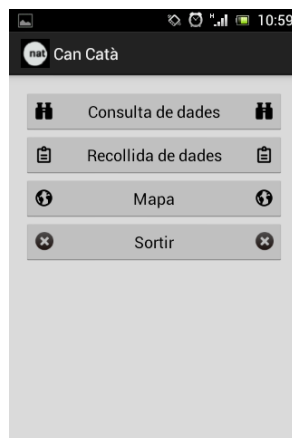 10:59
nat Can Catà
Consulta de dades
Recollida de dades
Mapa
Sortir